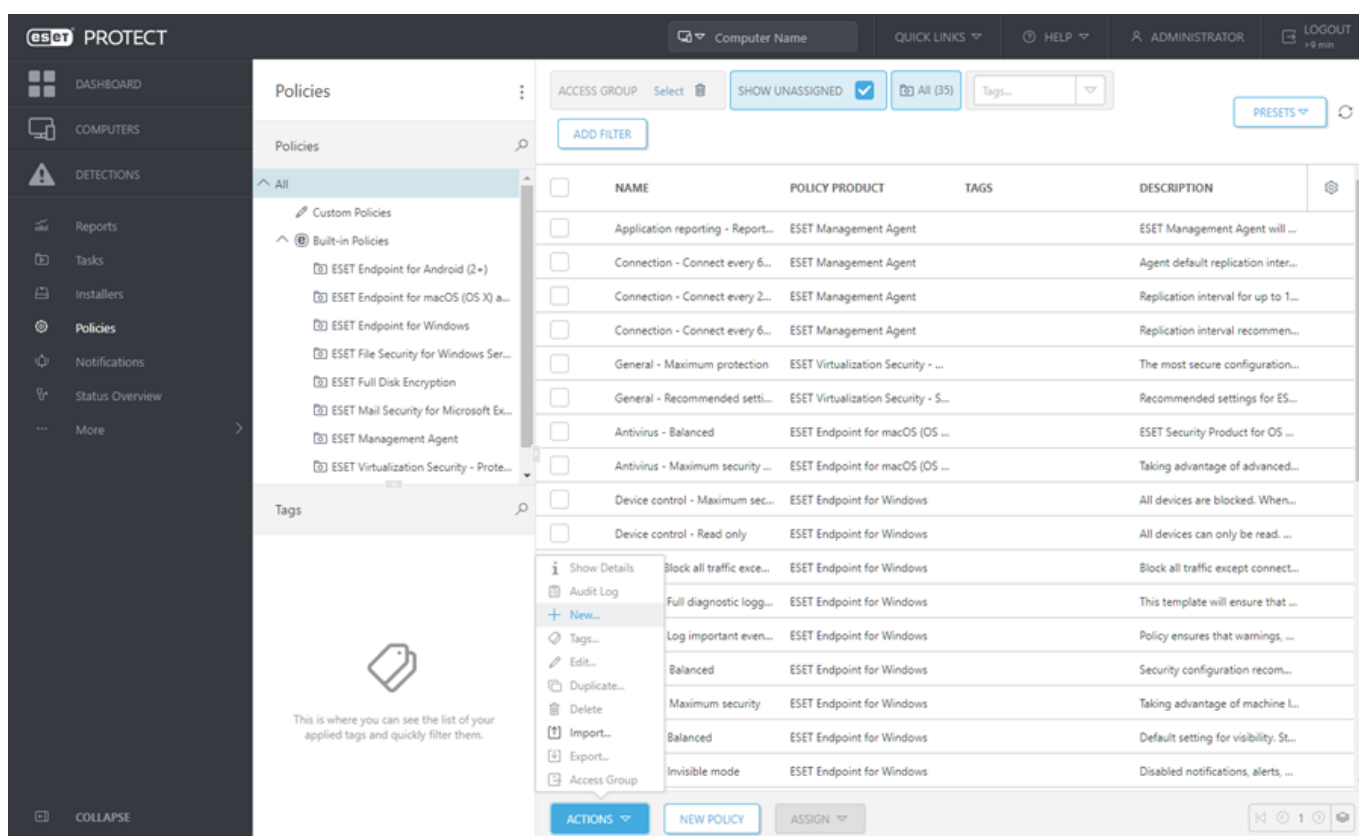 eset PROTECT
Computer Name
QUICK LINKS
HELP
ADMINISTRATOR
LOGOUT
>9 min
DASHBOARD
COMPUTERS
DETECTIONS
Reports
Tasks
Installers
Policies
Notifications
Status Overview
... More
COLLAPSE
Policies
Policies
All
Custom Policies
Built-in Policies
ESET Endpoint for Android (2+)
ESET Endpoint for macOS (OS X) a...
ESET Endpoint for Windows
ESET File Security for Windows Ser...
ESET Full Disk Encryption
ESET Mail Security for Microsoft Ex...
ESET Management Agent
ESET Virtualization Security - Prote...
Tags
This is where you can see the list of your
applied tags and quickly filter them.
ACCESS GROUP Select
SHOW UNASSIGNED
All (35)
Tags...
PRESETS
ADD FILTER
NAME POLICY PRODUCT TAGS DESCRIPTION
Application reporting - Report... ESET Management Agent ESET Management Agent will ...
Connection - Connect every 6... ESET Management Agent Agent default replication inter...
Connection - Connect every 2... ESET Management Agent Replication interval for up to 1...
Connection - Connect every 6... ESET Management Agent Replication interval recommen...
General - Maximum protection ESET Virtualization Security - ... The most secure configuration...
General - Recommended setti... ESET Virtualization Security - S... Recommended settings for ES...
Antivirus - Balanced ESET Endpoint for macOS (OS ... ESET Security Product for OS ...
Antivirus - Maximum security ... ESET Endpoint for macOS (OS ... Taking advantage of advanced...
Device control - Maximum sec... ESET Endpoint for Windows All devices are blocked. When...
Device control - Read only ESET Endpoint for Windows All devices can only be read. ...
Block all traffic exce... ESET Endpoint for Windows Block all traffic except connect...
Full diagnostic logg... ESET Endpoint for Windows This template will ensure that ...
Log important even... ESET Endpoint for Windows Policy ensures that warnings, ...
Balanced ESET Endpoint for Windows Security configuration recom...
Maximum security ESET Endpoint for Windows Taking advantage of machine l...
Balanced ESET Endpoint for Windows Default setting for visibility. St...
Invisible mode ESET Endpoint for Windows Disabled notifications, alerts, ...
Show Details
Audit Log
New...
Tags...
Edit...
Duplicate...
Delete
Import...
Export...
Access Group
ACTIONS
NEW POLICY
ASSIGN
1